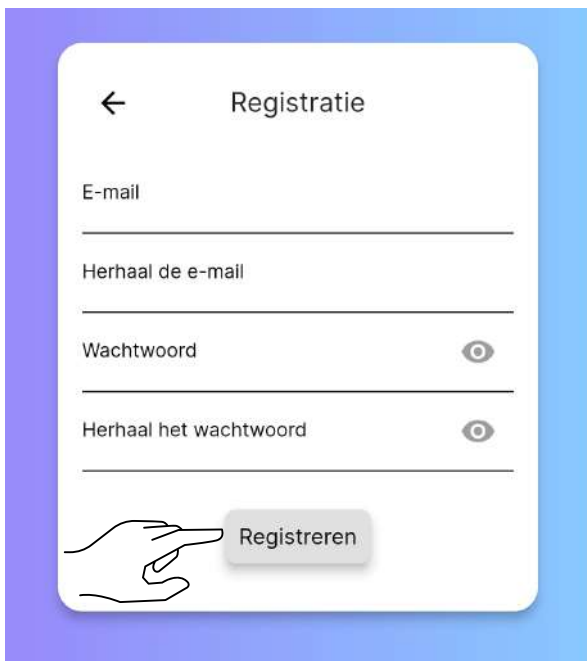 Registratie
E-mail
Herhaal de e-mail
Wachtwoord
Herhaal het wachtwoord
Registreren